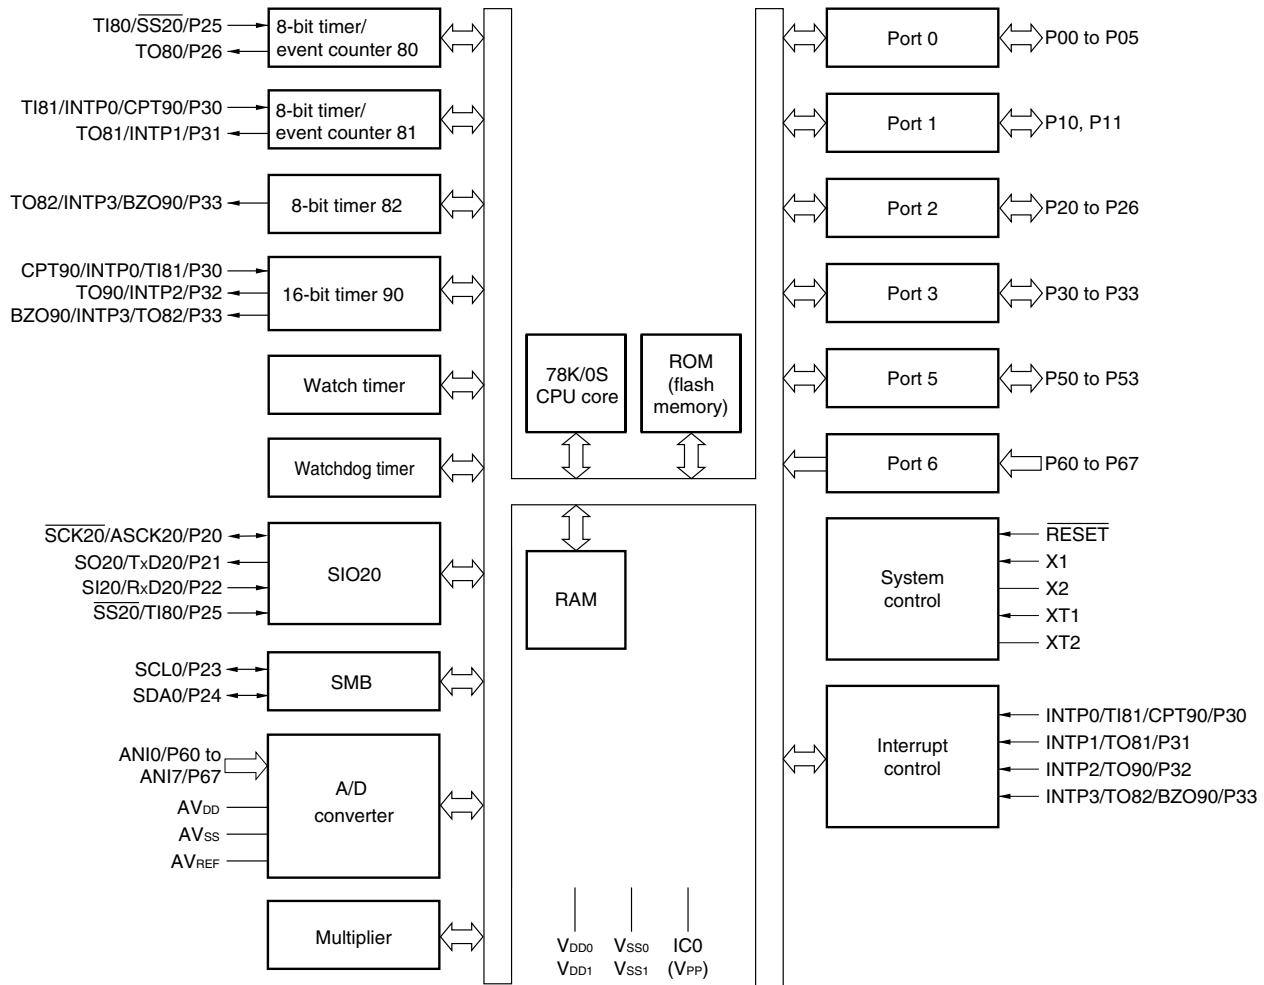 TI80/SS20/P25
TO80/P26
8-bit timer/
event counter 80
TI81/INTP0/CPT90/P30
TO81/INTP1/P31
8-bit timer/
event counter 81
TO82/INTP3/BZO90/P33
8-bit timer 82
CPT90/INTP0/TI81/P30
TO90/INTP2/P32
BZO90/INTP3/TO82/P33
16-bit timer 90
Watch timer
Watchdog timer
SCK20/ASCK20/P20
SO20/TxD20/P21
SI20/RxD20/P22
SS20/TI80/P25
SIO20
SCL0/P23
SDA0/P24
SMB
ANI0/P60 to
ANI7/P67
AVDD
AVSS
AVREF
A/D
converter
Multiplier
78K/0S
CPU core
ROM
(flash
memory)
RAM
VDD0
VDD1
VSS0
VSS1
IC0
(VPP)
Port 0
P00 to P05
Port 1
P10, P11
Port 2
P20 to P26
Port 3
P30 to P33
Port 5
P50 to P53
Port 6
P60 to P67
System
control
RESET
X1
X2
XT1
XT2
Interrupt
control
INTP0/TI81/CPT90/P30
INTP1/TO81/P31
INTP2/TO90/P32
INTP3/TO82/BZO90/P33